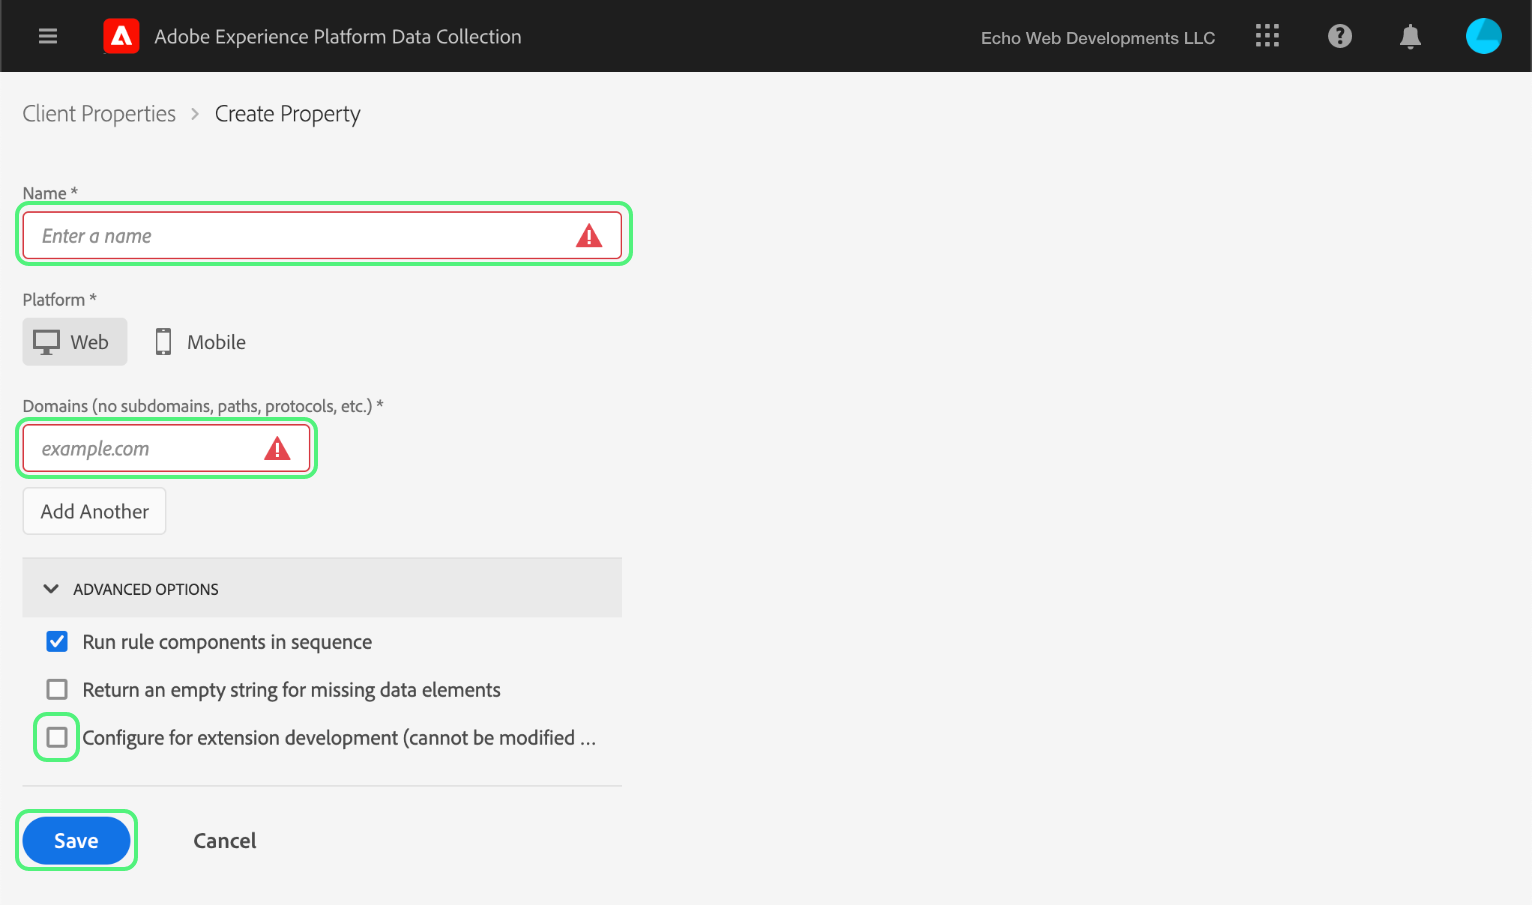 Adobe Experience Platform Data Collection
Echo Web Developments LLC
Client Properties > Create Property
Name *
Enter a name
Platform *
Web
Mobile
Domains (no subdomains, paths, protocols, etc.) *
example.com
Add Another
ADVANCED OPTIONS
Run rule components in sequence
Return an empty string for missing data elements
Configure for extension development (cannot be modified ...
Save
Cancel